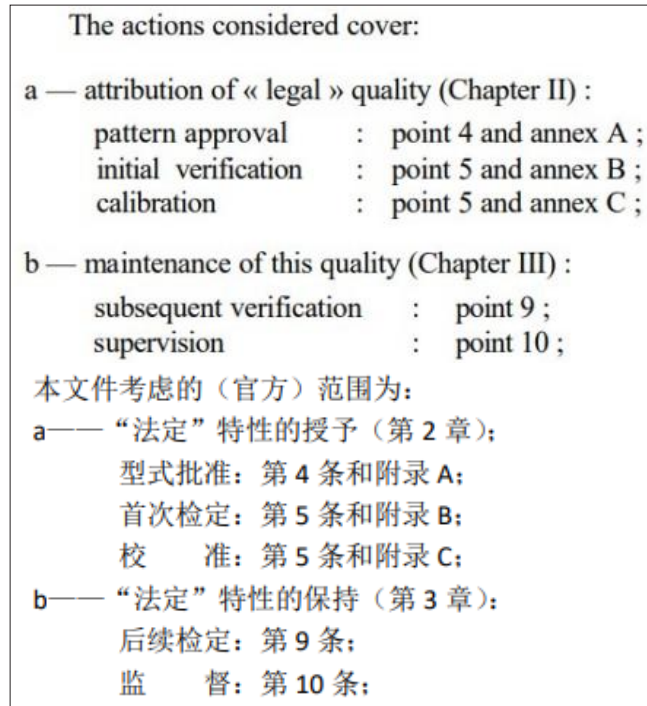 The actions considered cover:
a — attribution of « legal » quality (Chapter II) :
pattern approval : point 4 and annex A ;
initial verification : point 5 and annex B ;
calibration : point 5 and annex C ;
b — maintenance of this quality (Chapter III) :
subsequent verification : point 9 ;
supervision : point 10 ;
本文件考虑的（官方）范围为：
a——“法定”特性的授予（第 2 章）；
型式批准：第 4 条和附录 A；
首次检定：第 5 条和附录 B；
校 准：第 5 条和附录 C；
b——“法定”特性的保持（第 3 章）：
后续检定：第 9 条；
监 督：第 10 条；